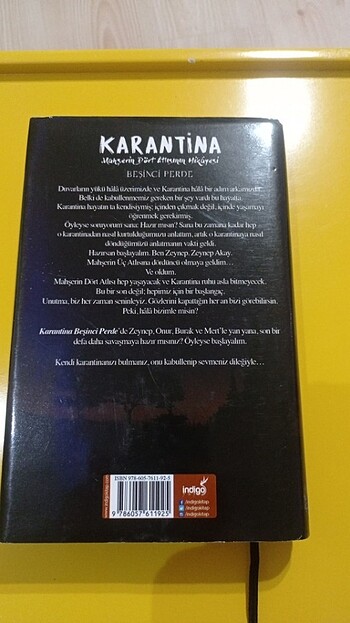 KARANTİNA
Mahşerin Dört Atlısının Hikâyesi
BEŞİNCİ PERDE
Duvarların yükü hâlâ üzerimizde ve Karantina hâlâ bir adım arkamızda.
Belki de kabullenmemiz gereken bir şey vardı bu hayatta.
Karantina hayatın ta kendisiymiş; içinden çıkmak değil, içinde yaşamayı
öğrenmek gerekirmiş.
Öyleyse soruyorum sana: Hazır mısın? Sana bu zamana kadar hep
o karantinadan nasıl kurtulduğumuzu anlattım, artık o karantinaya nasıl
döndüğümüzü anlatmanın vakti geldi.
Hazırsan başlayalım. Ben Zeynep. Zeynep Akay.
Mahşerin Üç Atlısına dördüncü olmaya geldim…
Ve oldum.
Mahşerin Dört Atlısı hep yaşayacak ve Karantina ruhu asla bitmeyecek.
Bu bir son değil; hepimiz için bir başlangıç.
Unutma, biz her zaman seninleyiz. Gözlerini kapattığın her an bizi görebilirsin.
Peki, hâlâ bizimle misin?
Karantina Beşinci Perde'de Zeynep, Onur, Burak ve Mert'le yan yana, son bir
defa daha savaşmaya hazır mısınız? Öyleyse başlayalım.
Kendi karantinanızı bulmanız, onu kabullenip sevmeniz dileğiyle…
ISBN 978-605-7611-92-5
9 786057 611925
indigo
/indigokitap
/indigokitap
/indigokitap